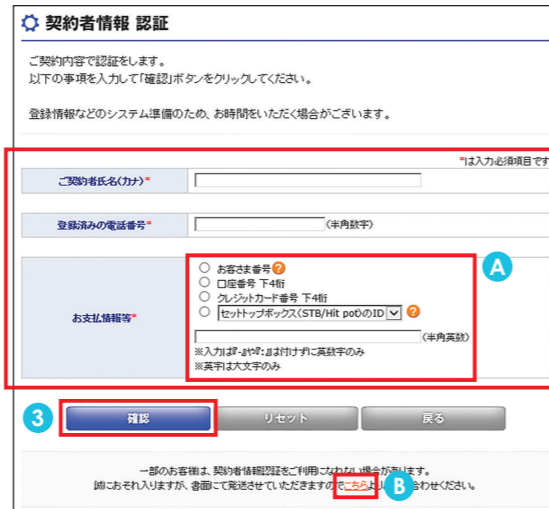 契約者情報 認証
ご契約内容で認証をします。
以下の事項を入力して「確認」ボタンをクリックしてください。
登録情報などのシステム準備のため、お時間をいただく場合がございます。
*は入力必須項目です
ご契約者氏名(カナ)*
登録済みの電話番号* (半角数字)
A
お客さま番号 ?
口座番号 下4桁
クレジットカード番号 下4桁
お支払情報等* セットトップボックス(STB/Hit pot)のID ?
(半角英数)
※入力は『-』や『:』は付けずに英数字のみ
※英字は大文字のみ
3 確認 リセット 戻る
一部のお客様は、契約者情報認証をご利用になれない場合があります。
誠におそれ入りますが、書面にて発送させていただきますのでこちらよ B 合わせください。